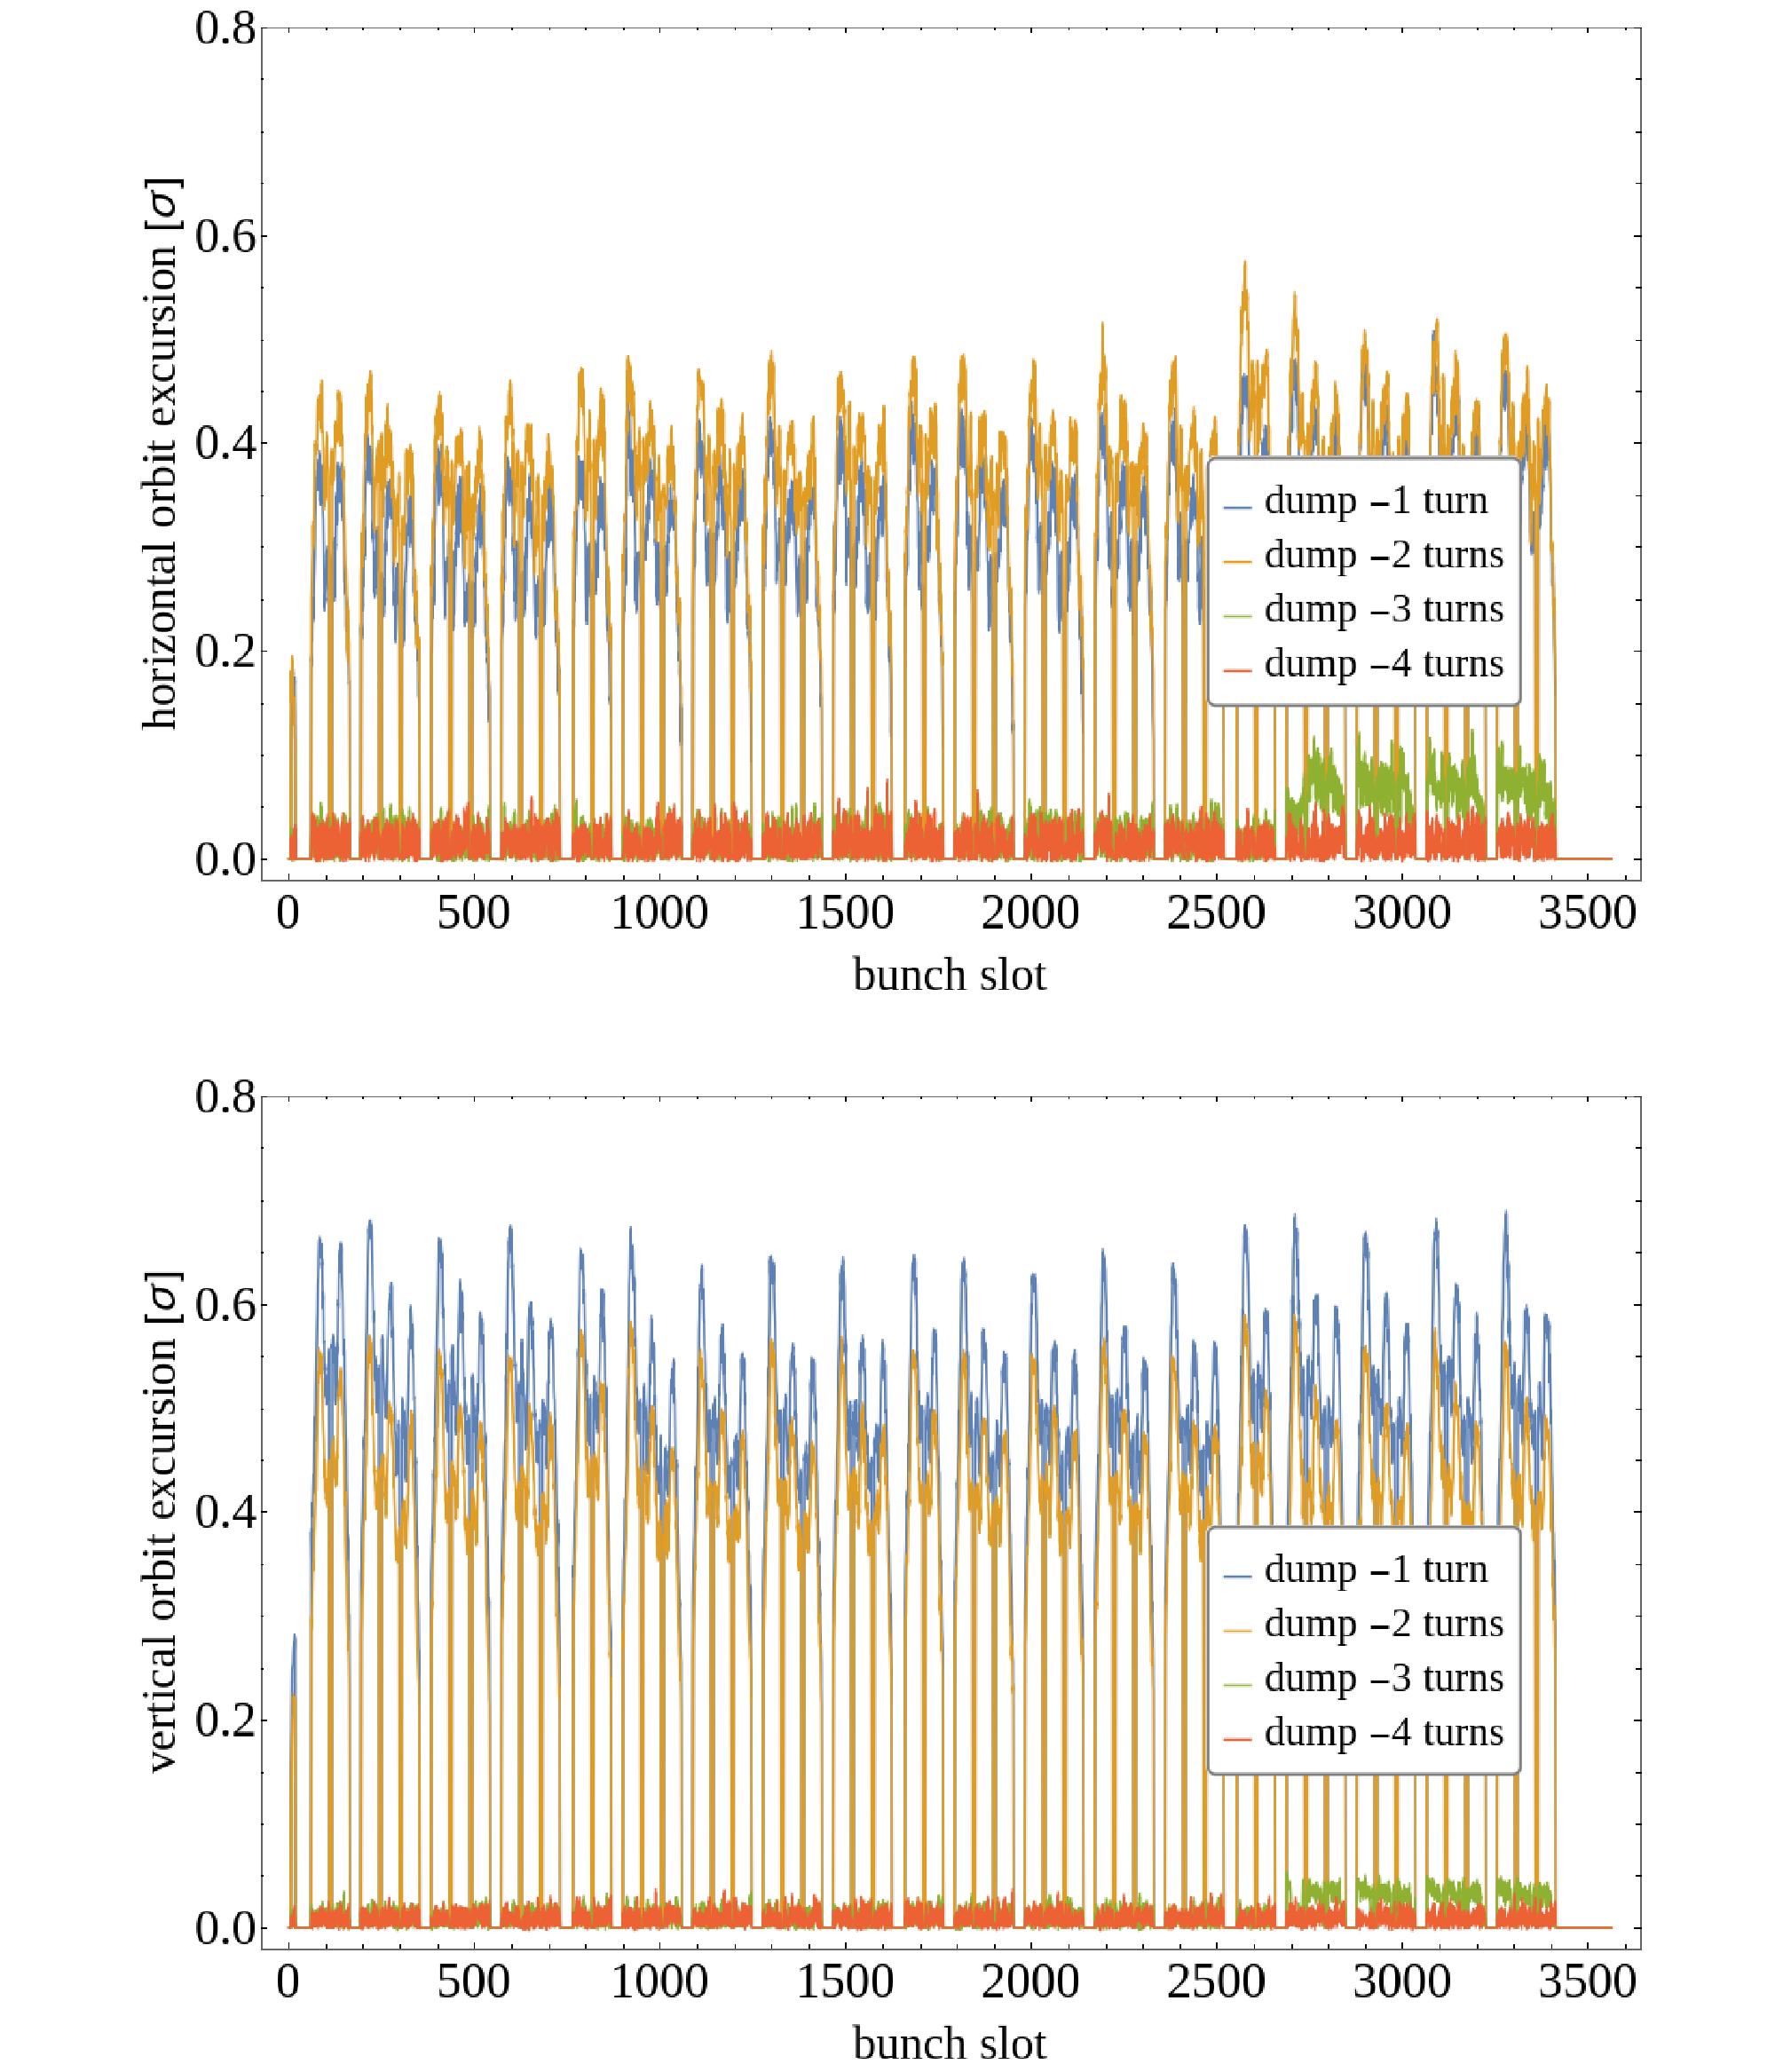 0.8
0.6
0.4
0.2
0.0
horizontal orbit excursion [σ]
0 500 1000 1500 2000 2500 3000 3500
bunch slot
dump −1 turn
dump −2 turns
dump −3 turns
dump −4 turns
0.8
0.6
0.4
0.2
0.0
vertical orbit excursion [σ]
0 500 1000 1500 2000 2500 3000 3500
bunch slot
dump −1 turn
dump −2 turns
dump −3 turns
dump −4 turns